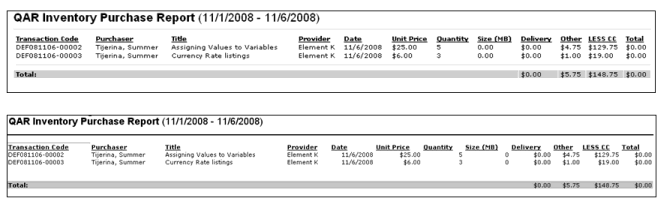 QAR Inventory Purchase Report (11/1/2008 - 11/6/2008)
Transaction Code Purchaser Title Provider Date Unit Price Quantity Size (MB) Delivery Other LESS CC Total
DEF081106-00002 Tijerina, Summer Assigning Values to Variables Element K 11/6/2008 $25.00 5 0.00 $0.00 $4.75 $129.75 $0.00
DEF081106-00003 Tijerina, Summer Currency Rate listings Element K 11/6/2008 $6.00 3 0.00 $0.00 $1.00 $19.00 $0.00
Total: $0.00 $5.75 $148.75 $0.00
QAR Inventory Purchase Report (11/1/2008 - 11/6/2008)
Transaction Code Purchaser Title Provider Date Unit Price Quantity Size (MB) Delivery Other LESS CC Total
DEF081106-00002 Tijerina, Summer Assigning Values to Variables Element K 11/6/2008 $25.00 5 0 $0.00 $4.75 $129.75 $0.00
DEF081106-00003 Tijerina, Summer Currency Rate listings Element K 11/6/2008 $6.00 3 0 $0.00 $1.00 $19.00 $0.00
Total: $0.00 $5.75 $148.75 $0.00